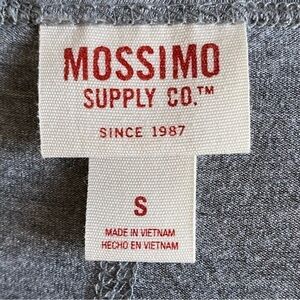 MOSSIMO
SUPPLY CO.™
SINCE 1987
S
MADE IN VIETNAM
HECHO EN VIETNAM